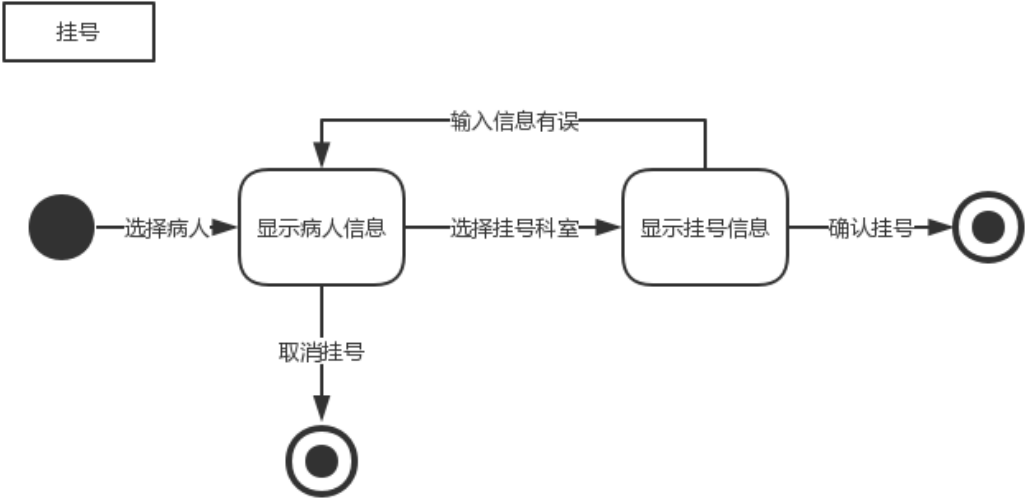 挂号
输入信息有误
选择病人
显示病人信息
选择挂号科室
显示挂号信息
确认挂号
取消挂号